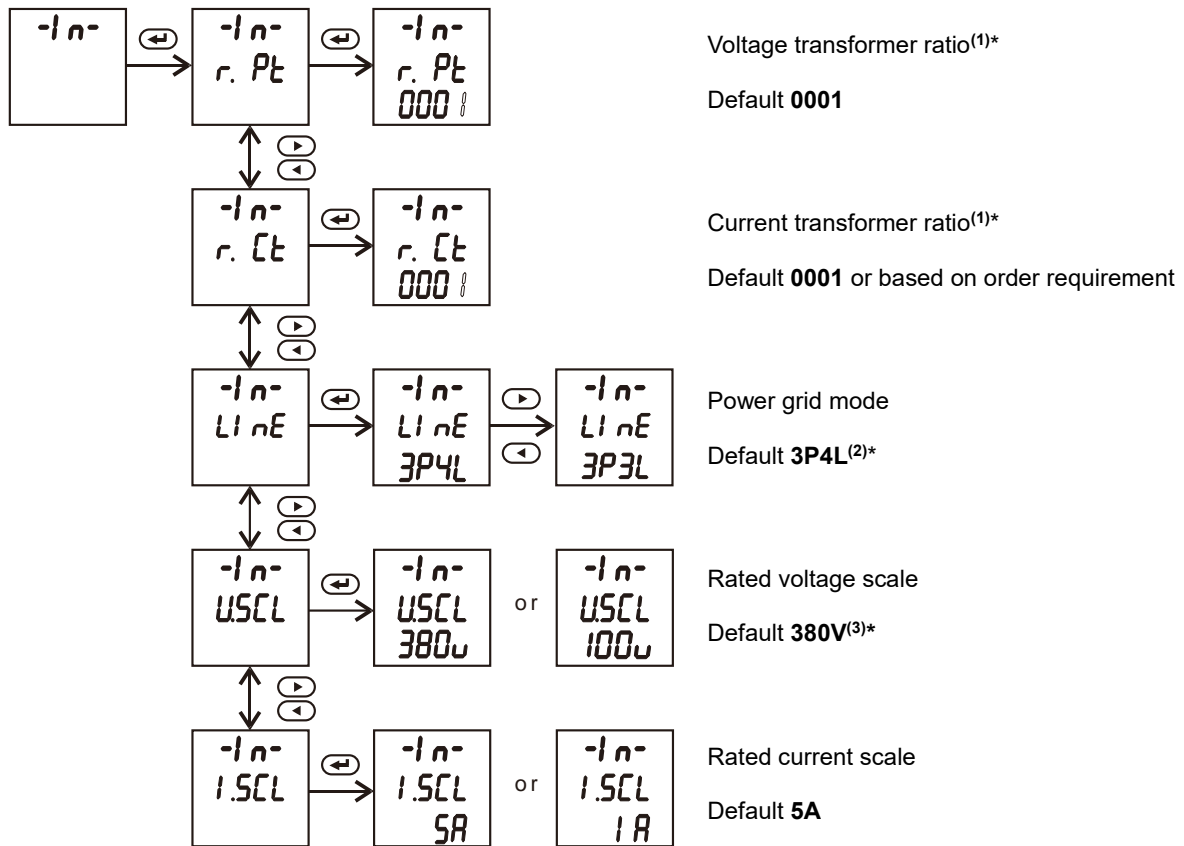 -In- -In- -In-
r. Pt r. Pt
0001
Voltage transformer ratio(1)*
Default 0001
-In- -In-
r. Ct r. Ct
0001
Current transformer ratio(1)*
Default 0001 or based on order requirement
-In- -In- -In-
LInE LInE LInE
3P4L 3P3L
Power grid mode
Default 3P4L(2)*
-In- -In- or -In-
U.SCL U.SCL U.SCL
380v 100v
Rated voltage scale
Default 380V(3)*
-In- -In- or -In-
I.SCL I.SCL I.SCL
5A 1A
Rated current scale
Default 5A